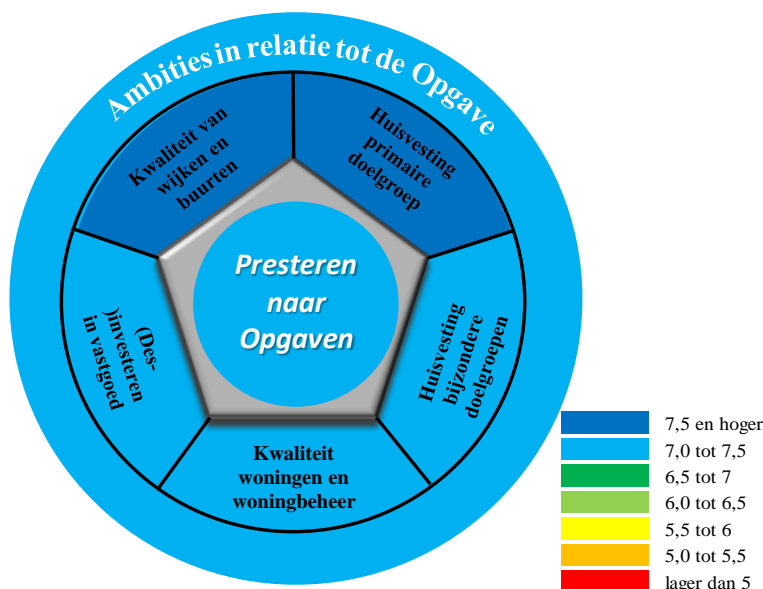 Ambities in relatie tot de Opgave
Kwaliteit van
wijken en
buurten
Huisvesting
primaire
doelgroep
(Des-
)investeren
in vastgoed
Presteren
naar
Opgaven
Huisvesting
bijzondere
doelgroepen
Kwaliteit
woningen en
woningbeheer
7,5 en hoger
7,0 tot 7,5
6,5 tot 7
6,0 tot 6,5
5,5 tot 6
5,0 tot 5,5
lager dan 5